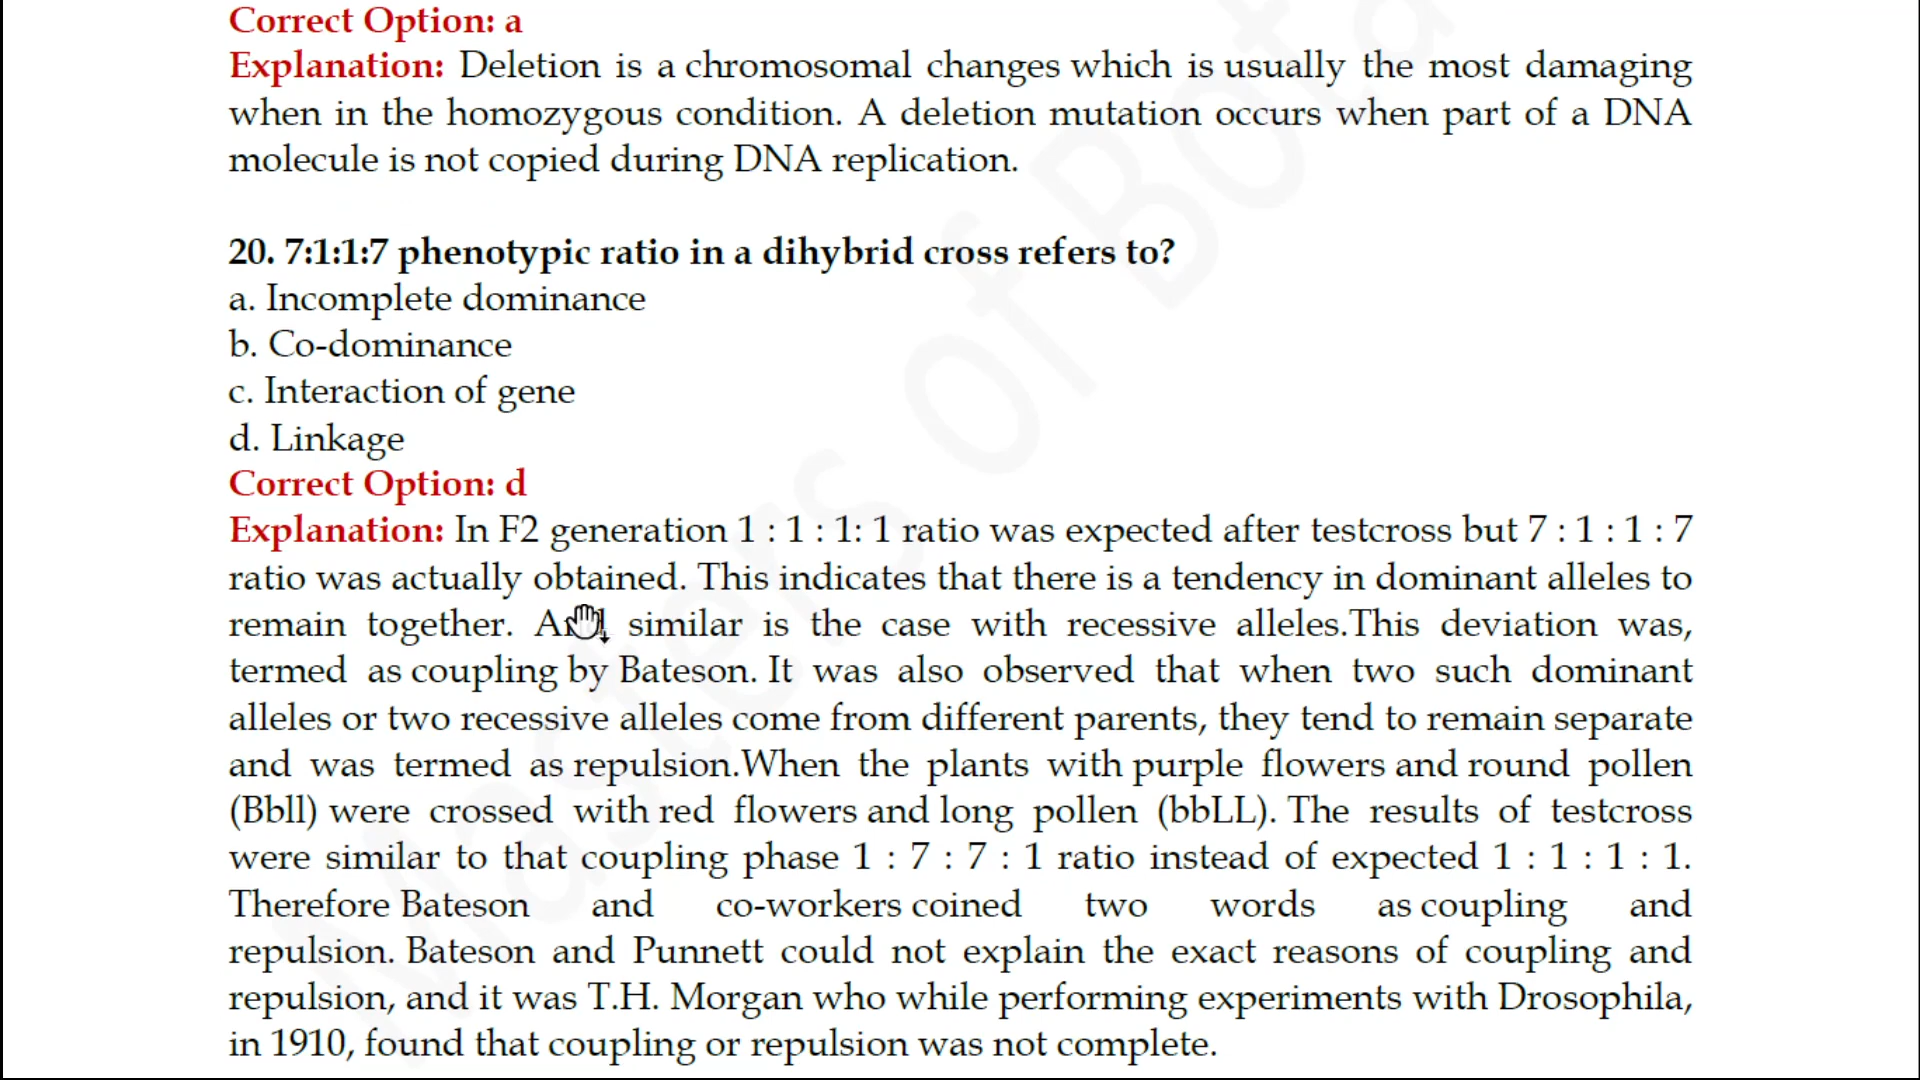 Correct Option: a
Explanation: Deletion is a chromosomal changes which is usually the most damaging
when in the homozygous condition. A deletion mutation occurs when part of a DNA
molecule is not copied during DNA replication.
20. 7:1:1:7 phenotypic ratio in a dihybrid cross refers to?
a. Incomplete dominance
b. Co-dominance
c. Interaction of gene
d. Linkage
Correct Option: d
Explanation: In F2 generation 1 : 1 : 1: 1 ratio was expected after testcross but 7 : 1 : 1 : 7
ratio was actually obtained. This indicates that there is a tendency in dominant alleles to
remain together. And similar is the case with recessive alleles.This deviation was,
termed as coupling by Bateson. It was also observed that when two such dominant
alleles or two recessive alleles come from different parents, they tend to remain separate
and was termed as repulsion.When the plants with purple flowers and round pollen
(Bbll) were crossed with red flowers and long pollen (bbLL). The results of testcross
were similar to that coupling phase 1 : 7 : 7 : 1 ratio instead of expected 1 : 1 : 1 : 1.
Therefore Bateson and co-workers coined two words as coupling and
repulsion. Bateson and Punnett could not explain the exact reasons of coupling and
repulsion, and it was T.H. Morgan who while performing experiments with Drosophila,
in 1910, found that coupling or repulsion was not complete.
Masters of Bota